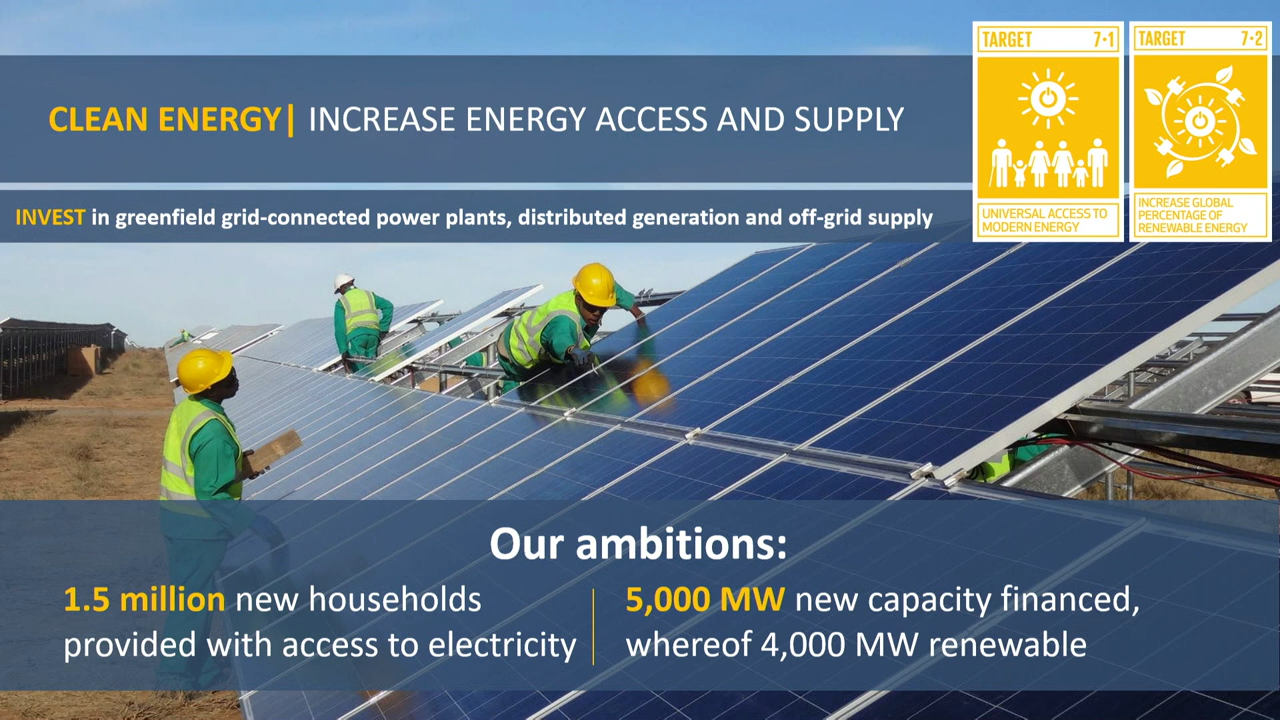 CLEAN ENERGY| INCREASE ENERGY ACCESS AND SUPPLY
INVEST in greenfield grid-connected power plants, distributed generation and off-grid supply
TARGET 7·1
UNIVERSAL ACCESS TO
MODERN ENERGY
TARGET 7·2
INCREASE GLOBAL
PERCENTAGE OF
RENEWABLE ENERGY
Our ambitions:
1.5 million new households
provided with access to electricity
5,000 MW new capacity financed,
whereof 4,000 MW renewable